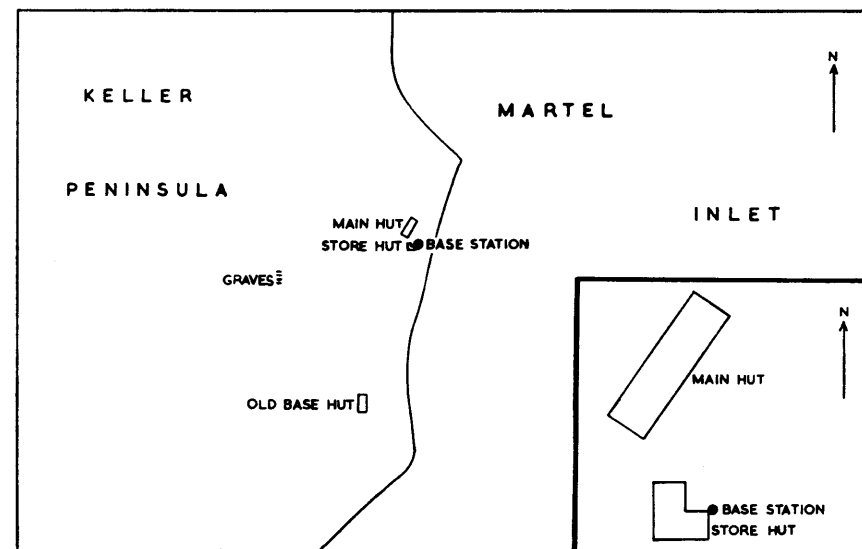 KELLER
PENINSULA
MARTEL
INLET
N
MAIN HUT
STORE HUT
BASE STATION
GRAVES
OLD BASE HUT
N
MAIN HUT
BASE STATION
STORE HUT